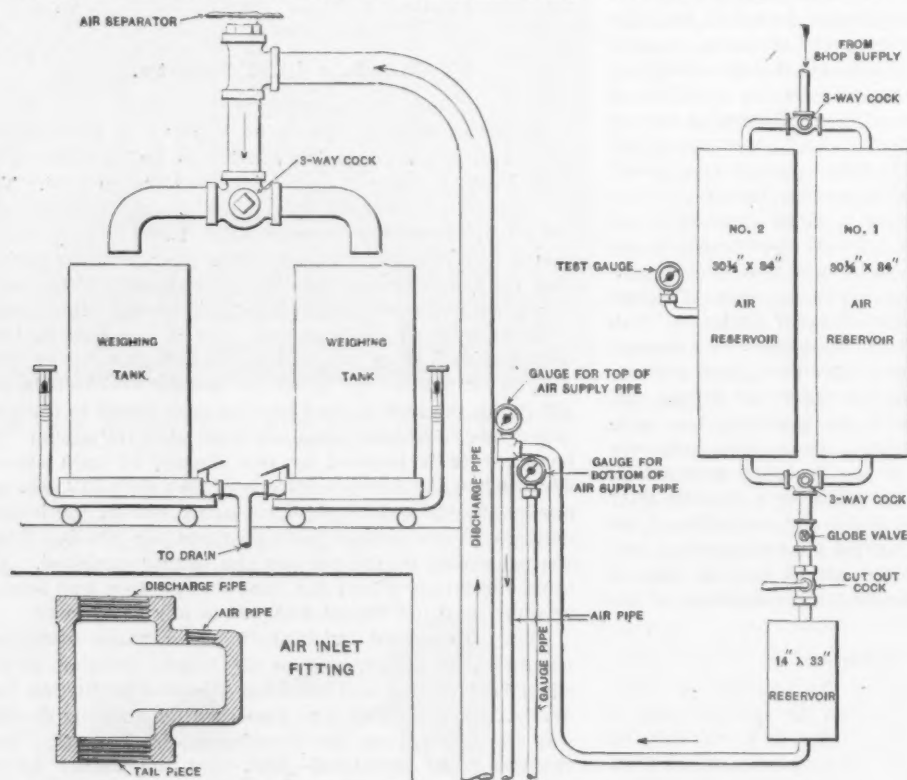 AIR SEPARATOR
3-WAY COCK
WEIGHING
TANK
WEIGHING
TANK
TO DRAIN
DISCHARGE PIPE
AIR PIPE
AIR INLET
FITTING
TAIL PIECE
GAUGE FOR TOP OF
AIR SUPPLY PIPE
GAUGE FOR
BOTTOM OF
AIR SUPPLY PIPE
DISCHARGE PIPE
AIR PIPE
GAUGE PIPE
FROM
SHOP SUPPLY
3-WAY COCK
TEST GAUGE
NO. 2
30½" X 84"
AIR
RESERVOIR
NO. 1
30½" X 84"
AIR
RESERVOIR
3-WAY COCK
GLOBE VALVE
CUT OUT
COCK
14" X 33"
RESERVOIR